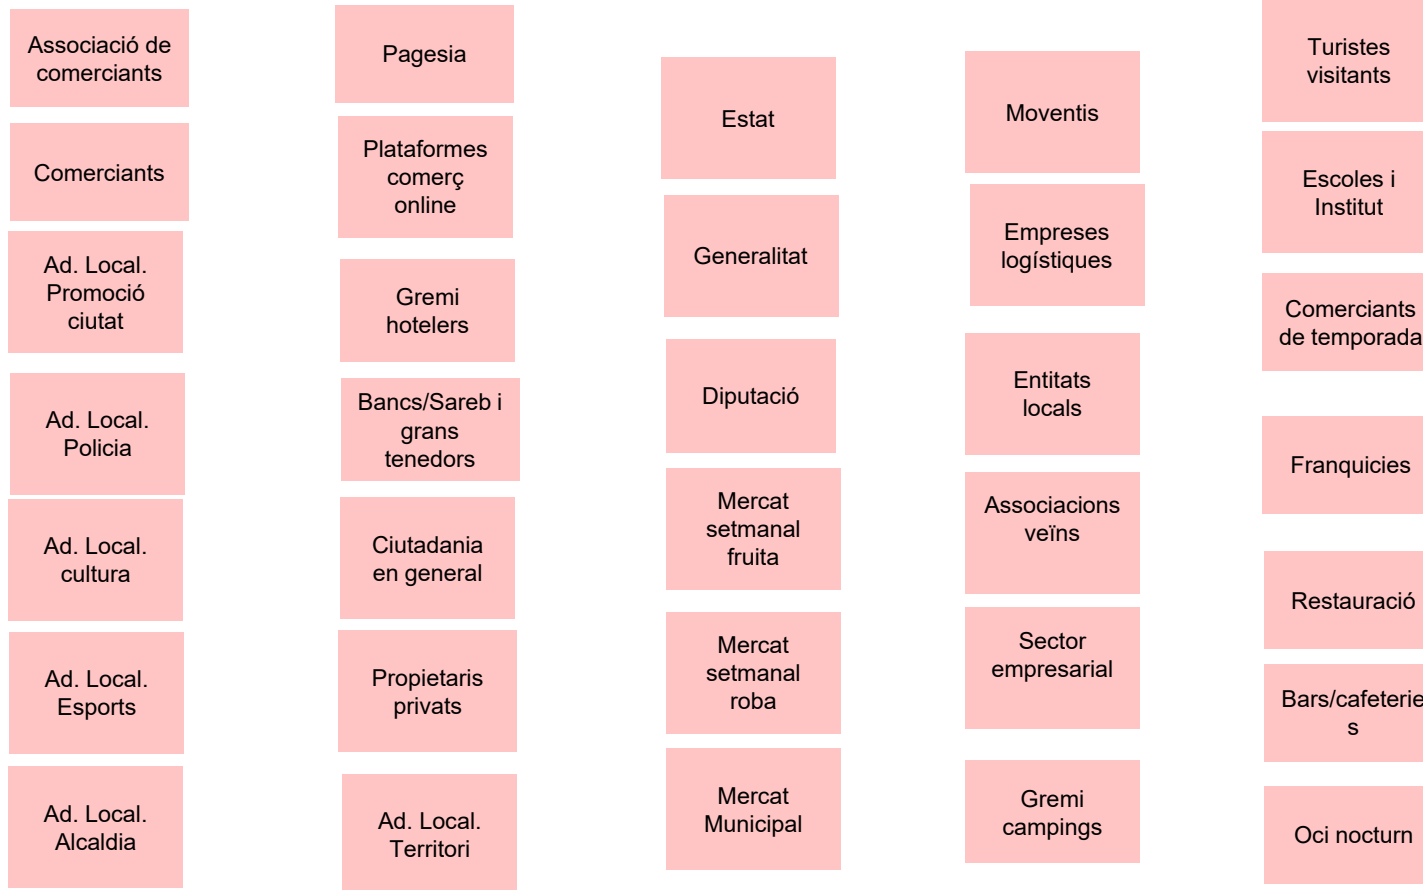 Associació de
comerciants
Comerciants
Ad. Local.
Promoció
ciutat
Ad. Local.
Policia
Ad. Local.
cultura
Ad. Local.
Esports
Ad. Local.
Alcaldia
Pagesia
Plataformes
comerç
online
Gremi
hotelers
Bancs/Sareb i
grans
tenedors
Ciutadania
en general
Propietaris
privats
Ad. Local.
Territori
Estat
Generalitat
Diputació
Mercat
setmanal
fruita
Mercat
setmanal
roba
Mercat
Municipal
Moventis
Empreses
logístiques
Entitats
locals
Associacions
veïns
Sector
empresarial
Gremi
campings
Turistes
visitants
Escoles i
Institut
Comerciants
de temporada
Franquicies
Restauració
Bars/cafeterie
s
Oci nocturn